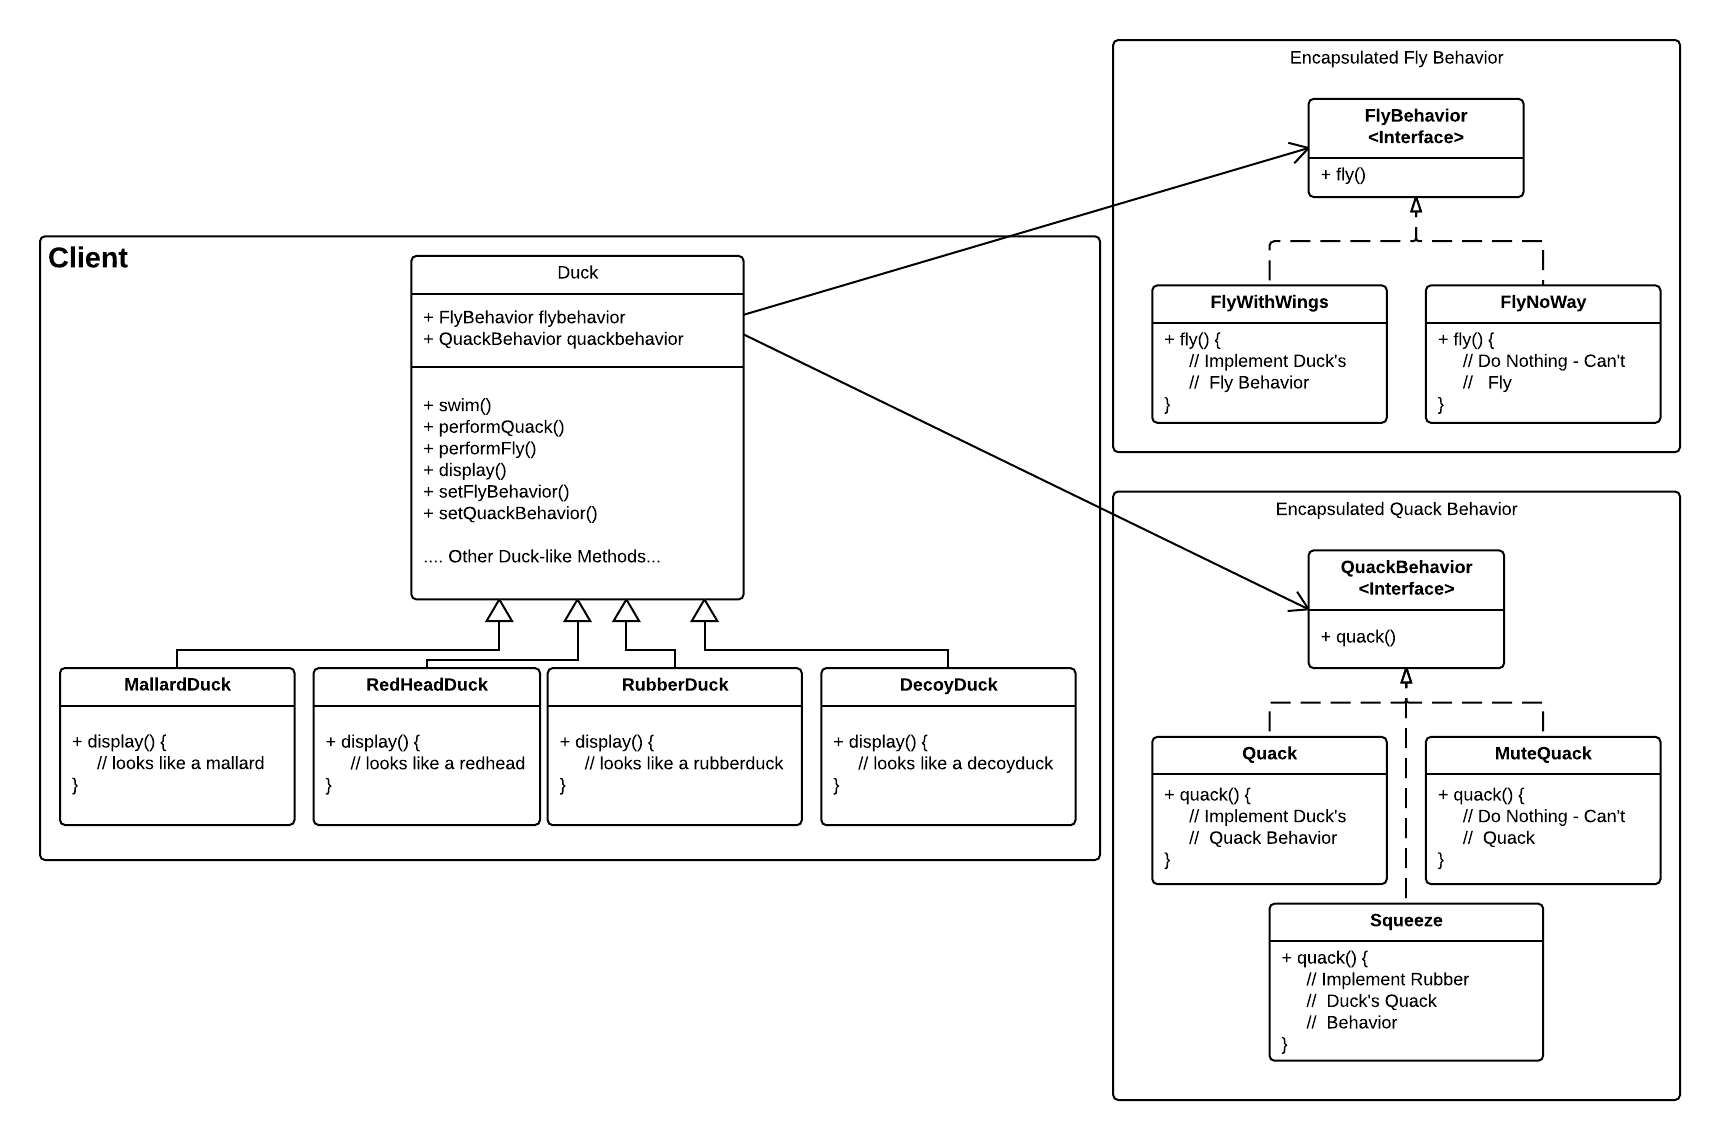 Encapsulated Fly Behavior
FlyBehavior
<Interface>
+ fly()
FlyWithWings
+ fly() {
// Implement Duck's
// Fly Behavior
}
FlyNoWay
+ fly() {
// Do Nothing - Can't
// Fly
}
Client
Duck
+ FlyBehavior flybehavior
+ QuackBehavior quackbehavior
+ swim()
+ performQuack()
+ performFly()
+ display()
+ setFlyBehavior()
+ setQuackBehavior()
.... Other Duck-like Methods...
MallardDuck
+ display() {
// looks like a mallard
}
RedHeadDuck
+ display() {
// looks like a redhead
}
RubberDuck
+ display() {
// looks like a rubberduck
}
DecoyDuck
+ display() {
// looks like a decoyduck
}
Encapsulated Quack Behavior
QuackBehavior
<Interface>
+ quack()
Quack
+ quack() {
// Implement Duck's
// Quack Behavior
}
MuteQuack
+ quack() {
// Do Nothing - Can't
// Quack
}
Squeeze
+ quack() {
// Implement Rubber
// Duck's Quack
// Behavior
}